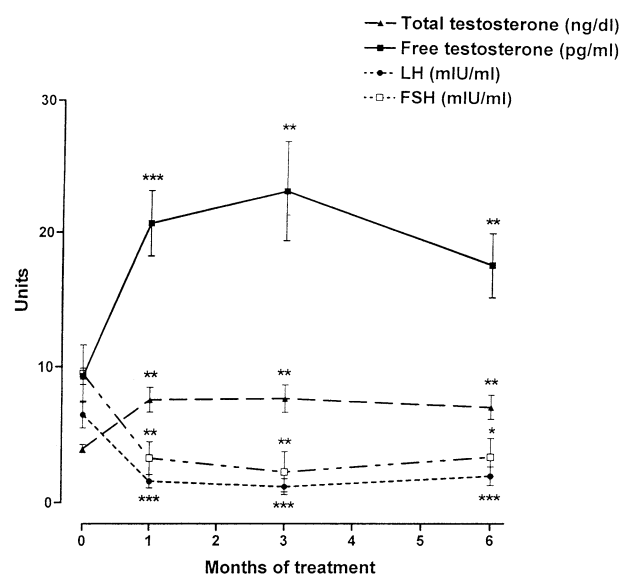 Total testosterone (ng/dl)
Free testosterone (pg/ml)
LH (mIU/ml)
FSH (mIU/ml)
30
**
***
20
**
Units
10
**
**
**
**
**
*
0
***
***
***
0 1 2 3 4 5 6
Months of treatment